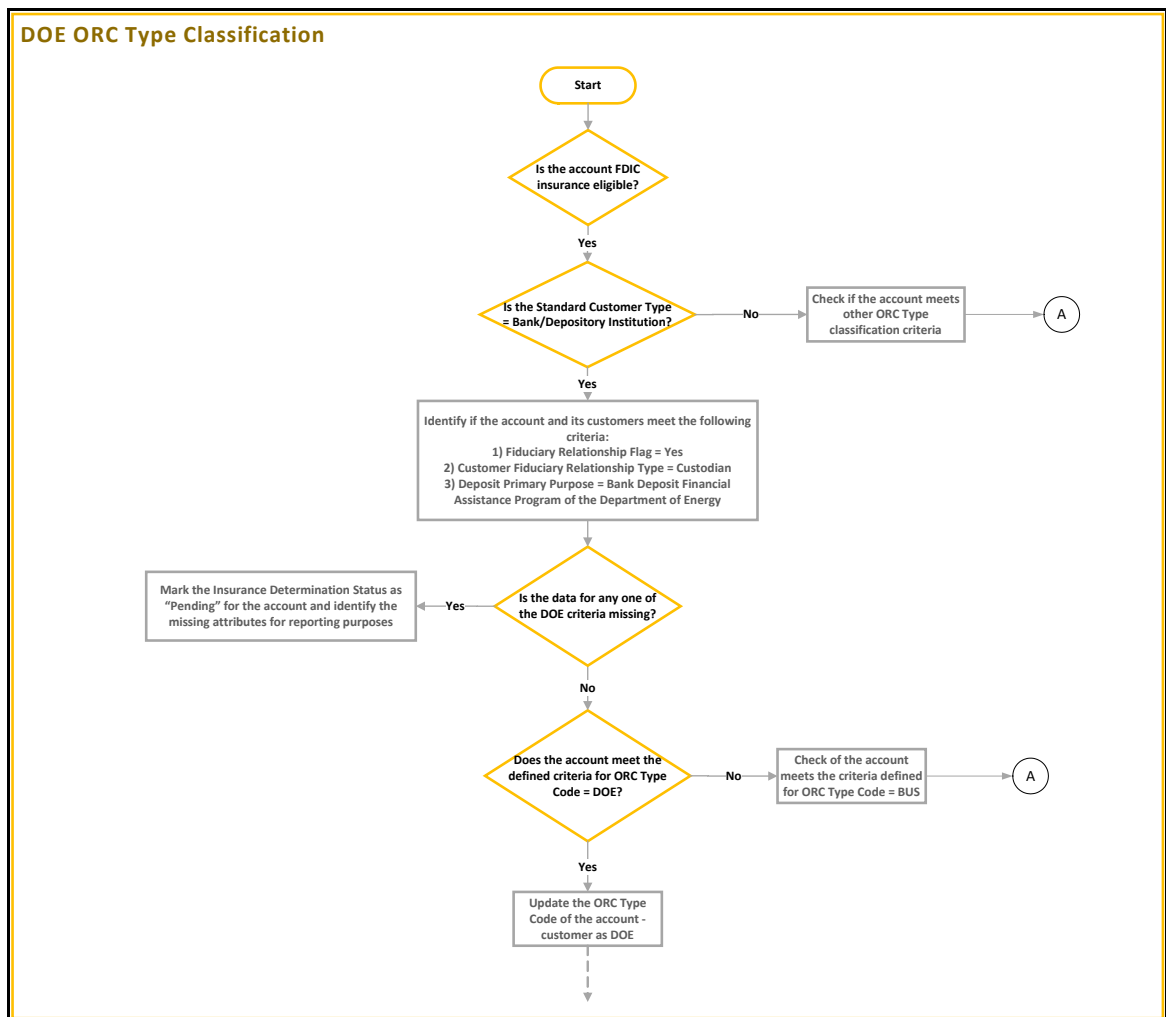 DOE ORC Type Classification
Start
Is the account FDIC
insurance eligible?
Yes
Is the Standard Customer Type
= Bank/Depository Institution?
No
Check if the account meets
other ORC Type
classification criteria
A
Yes
Identify if the account and its customers meet the following
criteria:
1) Fiduciary Relationship Flag = Yes
2) Customer Fiduciary Relationship Type = Custodian
3) Deposit Primary Purpose = Bank Deposit Financial
Assistance Program of the Department of Energy
Is the data for any one of
the DOE criteria missing?
Yes
Mark the Insurance Determination Status as
“Pending” for the account and identify the
missing attributes for reporting purposes
No
Does the account meet the
defined criteria for ORC Type
Code = DOE?
No
Check of the account
meets the criteria defined
for ORC Type Code = BUS
A
Yes
Update the ORC Type
Code of the account -
customer as DOE